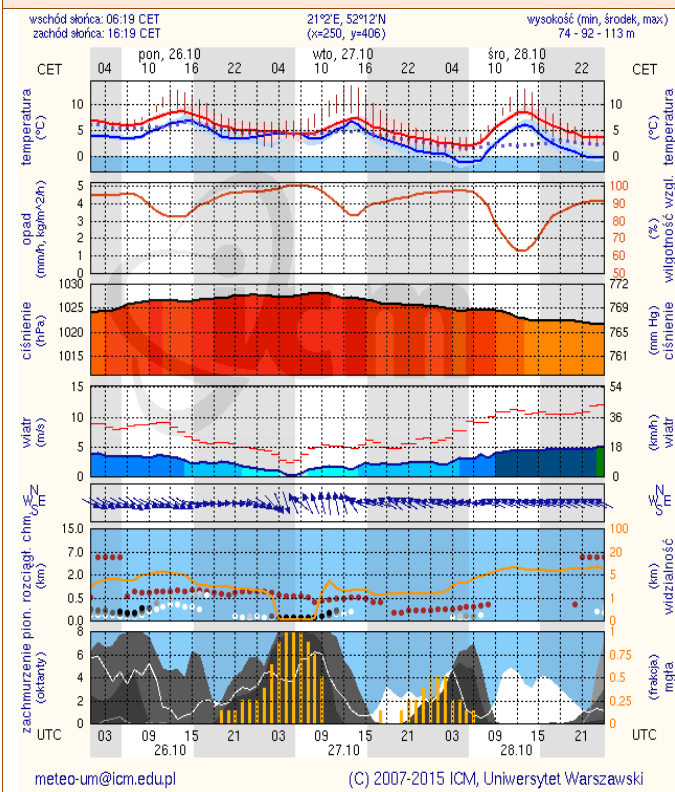 wschód słońca: 06:19 CET 21°2'E, 52°12'N wysokość (min, środek, max)
zachód słońca: 16:19 CET (x=250, y=406) 74 - 92 - 113 m
pon, 26.10 wto, 27.10 śro, 28.10
CET 04 10 16 22 04 10 16 22 04 10 16 22 CET
temperatura
(°C)
10
5
0
10
5
0
(°C)
temperatura
opad
(mm/h, kg/m^2/h)
5
4
3
2
1
0
100
90
80
70
60
50
(%)
wilgotność wzgl.
icm
ciśnienie
(hPa)
1030
1025
1020
1015
772
769
765
761
(mm Hg)
ciśnienie
wiatr
(m/s)
15
10
5
0
54
36
18
0
(km/h)
wiatr
N
W E
S
N
W E
S
pion. rozciągł. chm.
(km)
15.0
7.0
2.0
0.5
0.0
100
20
5
1
0
(km)
widzialność
zachmurzenie
(oktanty)
8
6
4
2
0
1
0.75
0.5
0.25
0
(frakcja)
mgła
UTC 03 09 15 21 03 09 15 21 03 09 15 21 UTC
26.10 27.10 28.10
meteo-um@icm.edu.pl (C) 2007-2015 ICM, Uniwersytet Warszawski